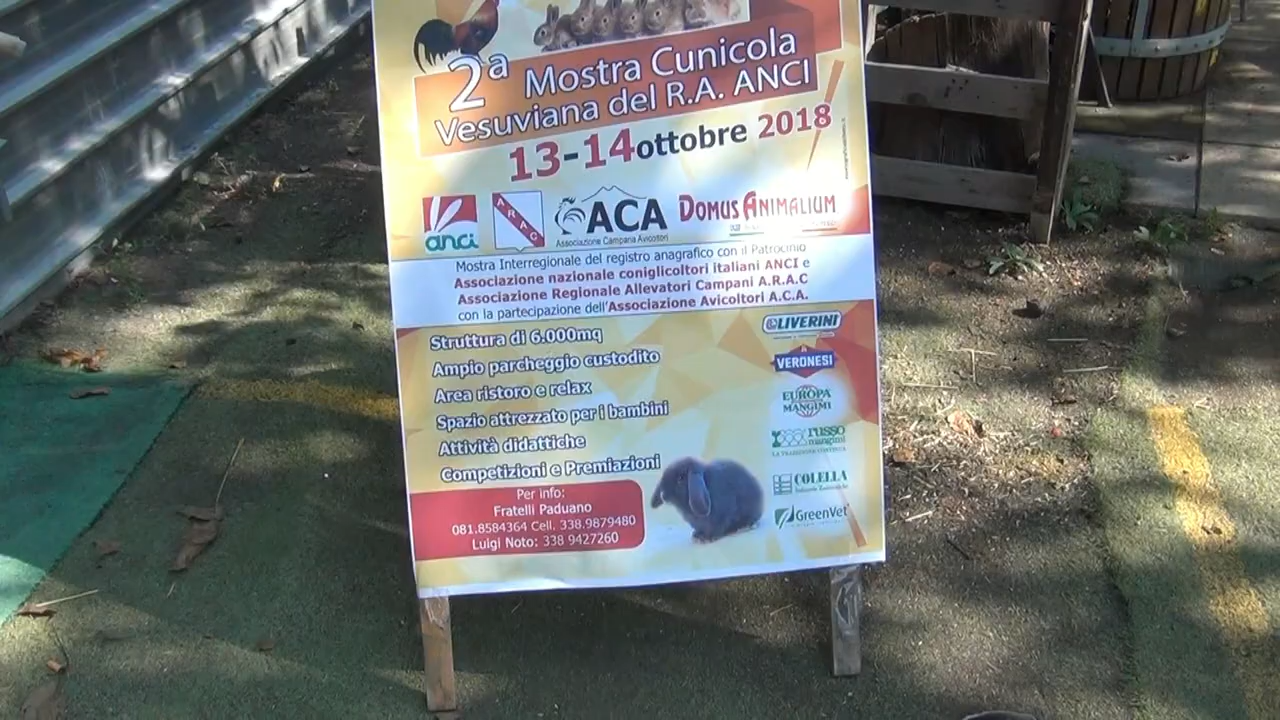 2ª Mostra Cunicola
Vesuviana del R.A. ANCI
13-14 ottobre 2018
anci
ARAC
ACA
Associazione Campana Avicoltori
DOMUS ANIMALIUM
Mostra Interregionale del registro anagrafico con il Patrocinio
Associazione nazionale coniglicoltori italiani ANCI e
Associazione Regionale Allevatori Campani A.R.A.C
con la partecipazione dell'Associazione Avicoltori A.C.A.
Struttura di 6.000mq
Ampio parcheggio custodito
Area ristoro e relax
Spazio attrezzato per i bambini
Attività didattiche
Competizioni e Premiazioni
Per info:
Fratelli Paduano
081.8584364 Cell. 338.9879480
Luigi Noto: 338 9427260
LIVERINI
VERONESI
EUROPA
MANGIMI
russo
mangimi
LA TRADIZIONE CONTINUA
COLELLA
GreenVet